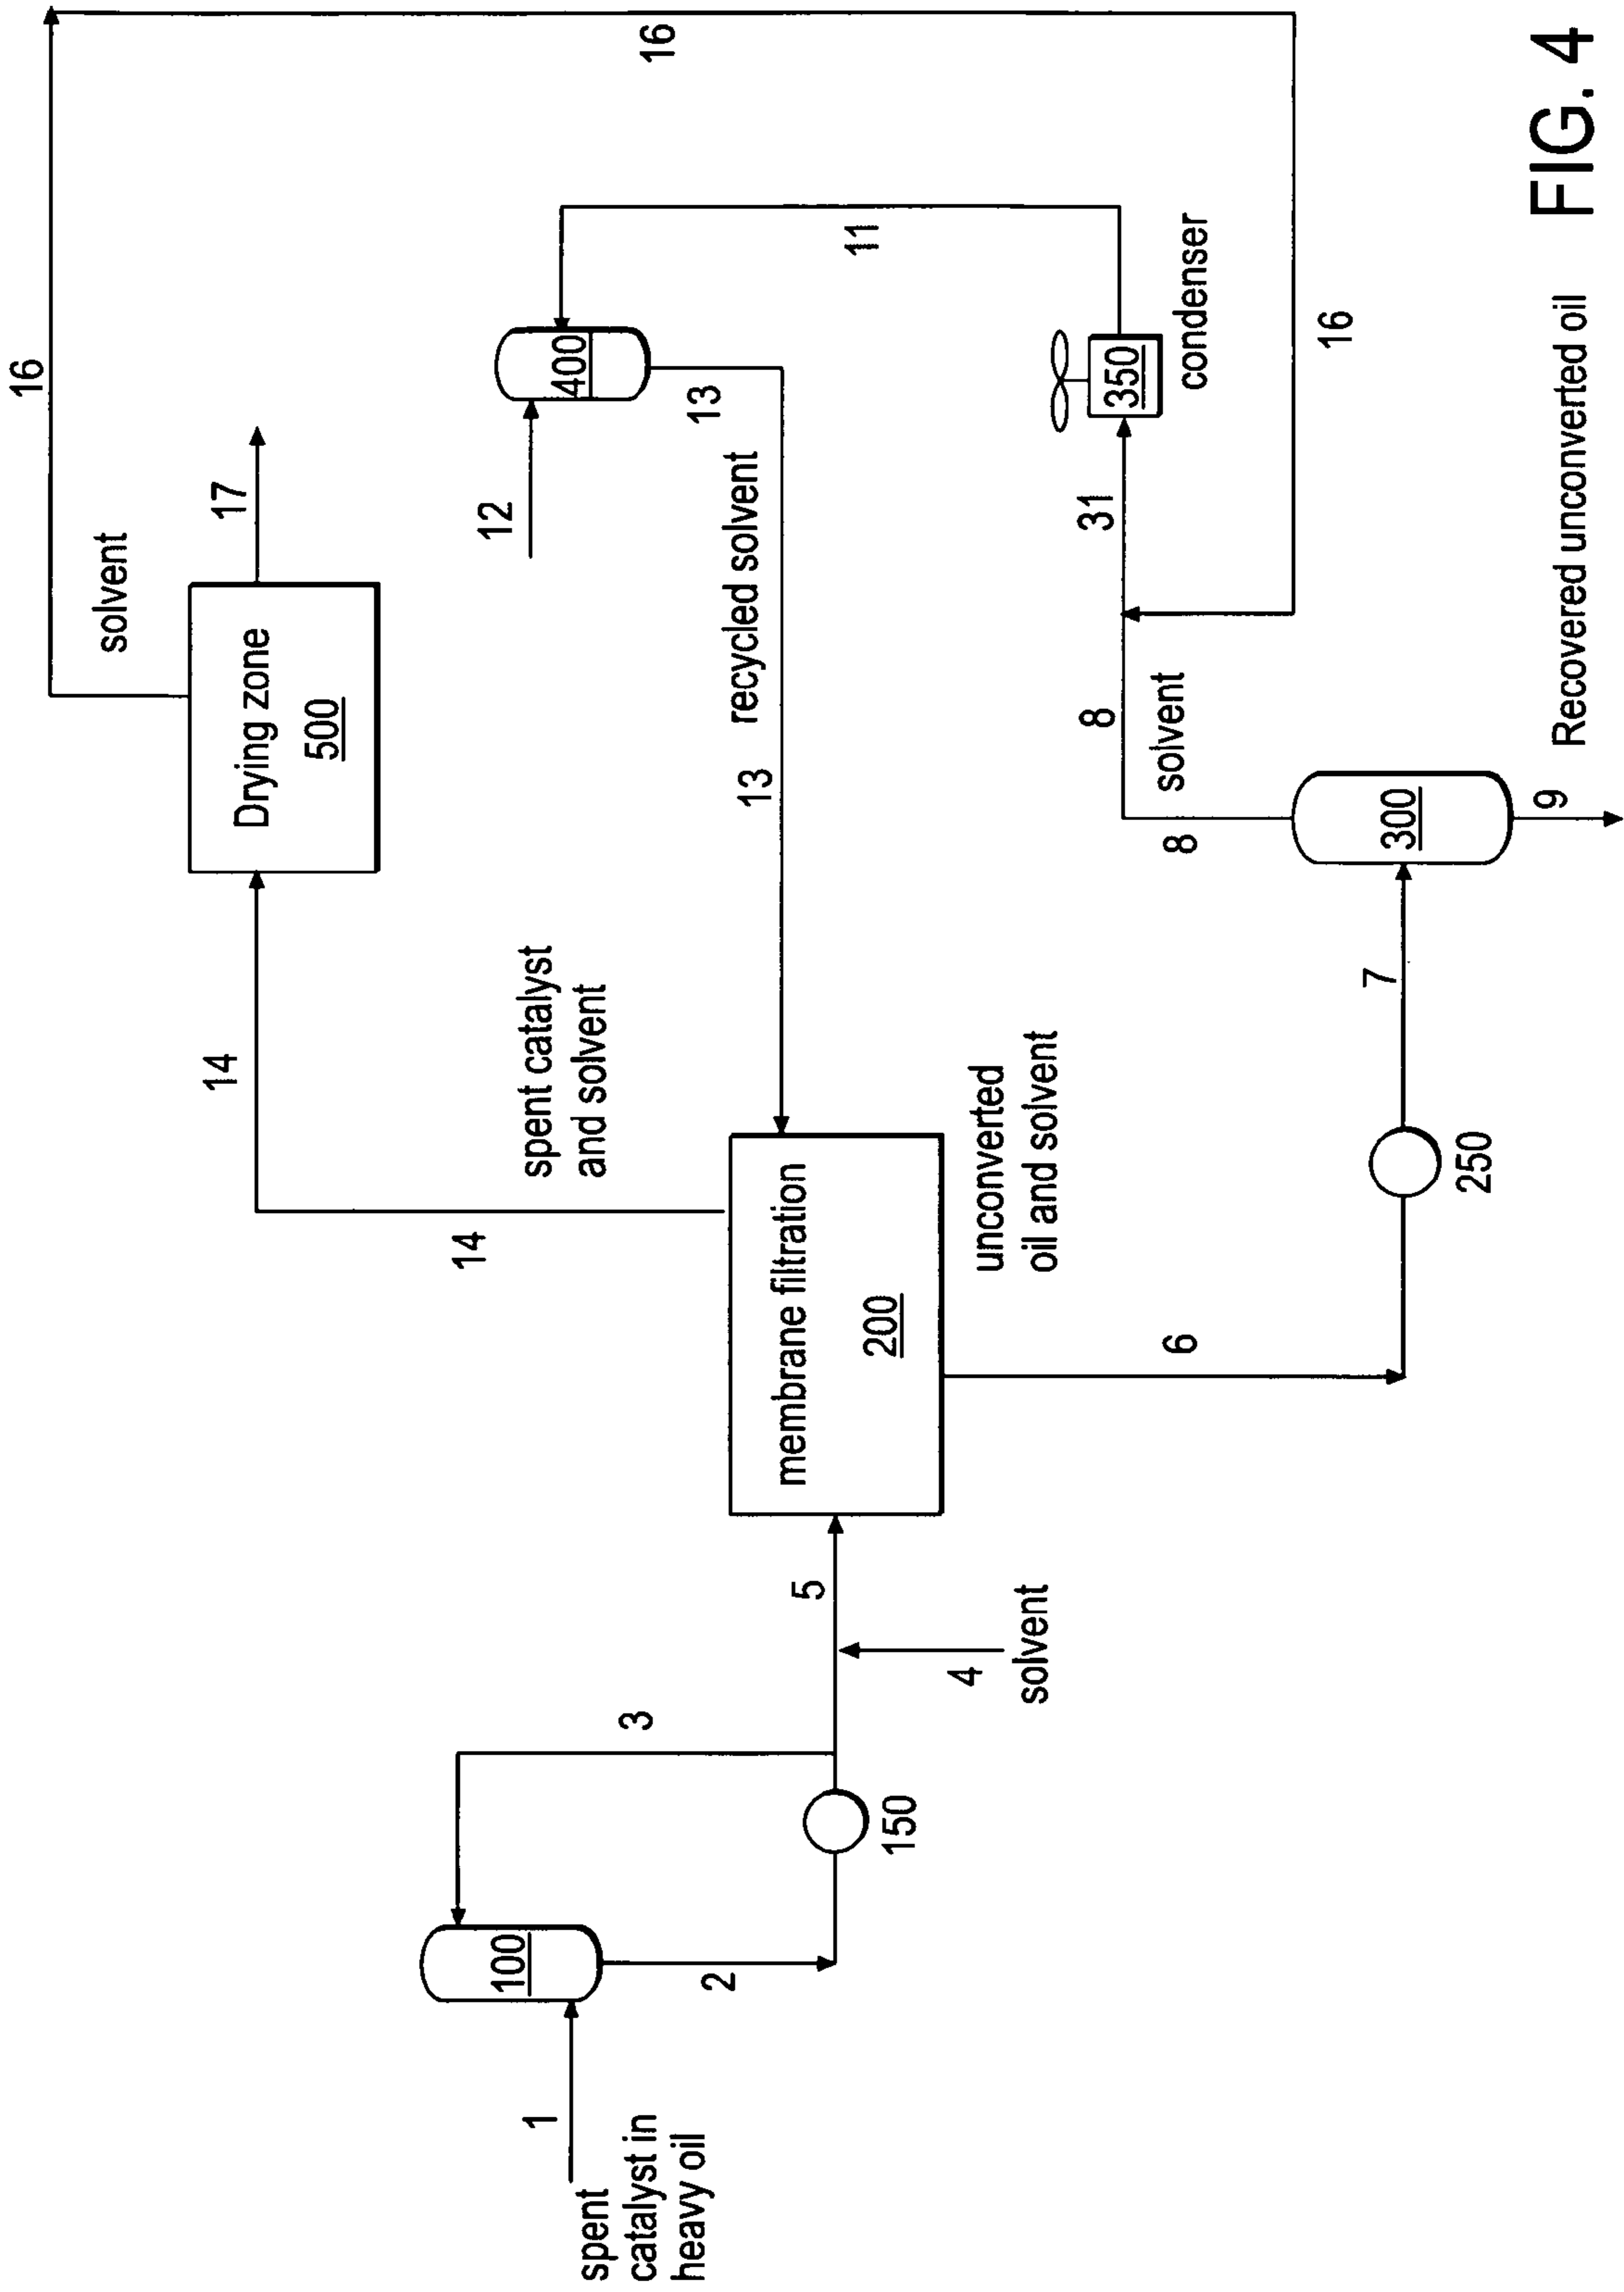 16
solvent
16
Drying zone
500
17
14
14
spent catalyst
and solvent
12
400
13
recycled solvent
13
11
1
spent
catalyst in
heavy oil
100
2
3
150
5
4
solvent
membrane filtration
200
unconverted
oil and solvent
6
250
7
300
8
8
solvent
31
350
condenser
16
9
Recovered unconverted oil
FIG. 4